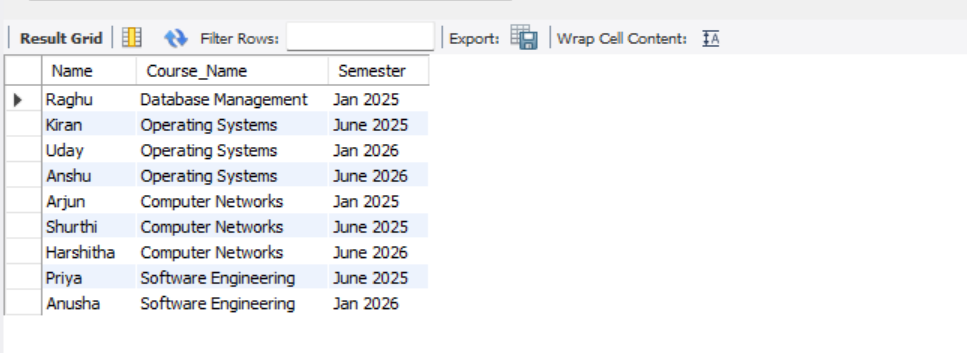 Result Grid Filter Rows: Export: Wrap Cell Content:
Name Course_Name Semester
Raghu Database Management Jan 2025
Kiran Operating Systems June 2025
Uday Operating Systems Jan 2026
Anshu Operating Systems June 2026
Arjun Computer Networks Jan 2025
Shurthi Computer Networks June 2025
Harshitha Computer Networks June 2026
Priya Software Engineering June 2025
Anusha Software Engineering Jan 2026